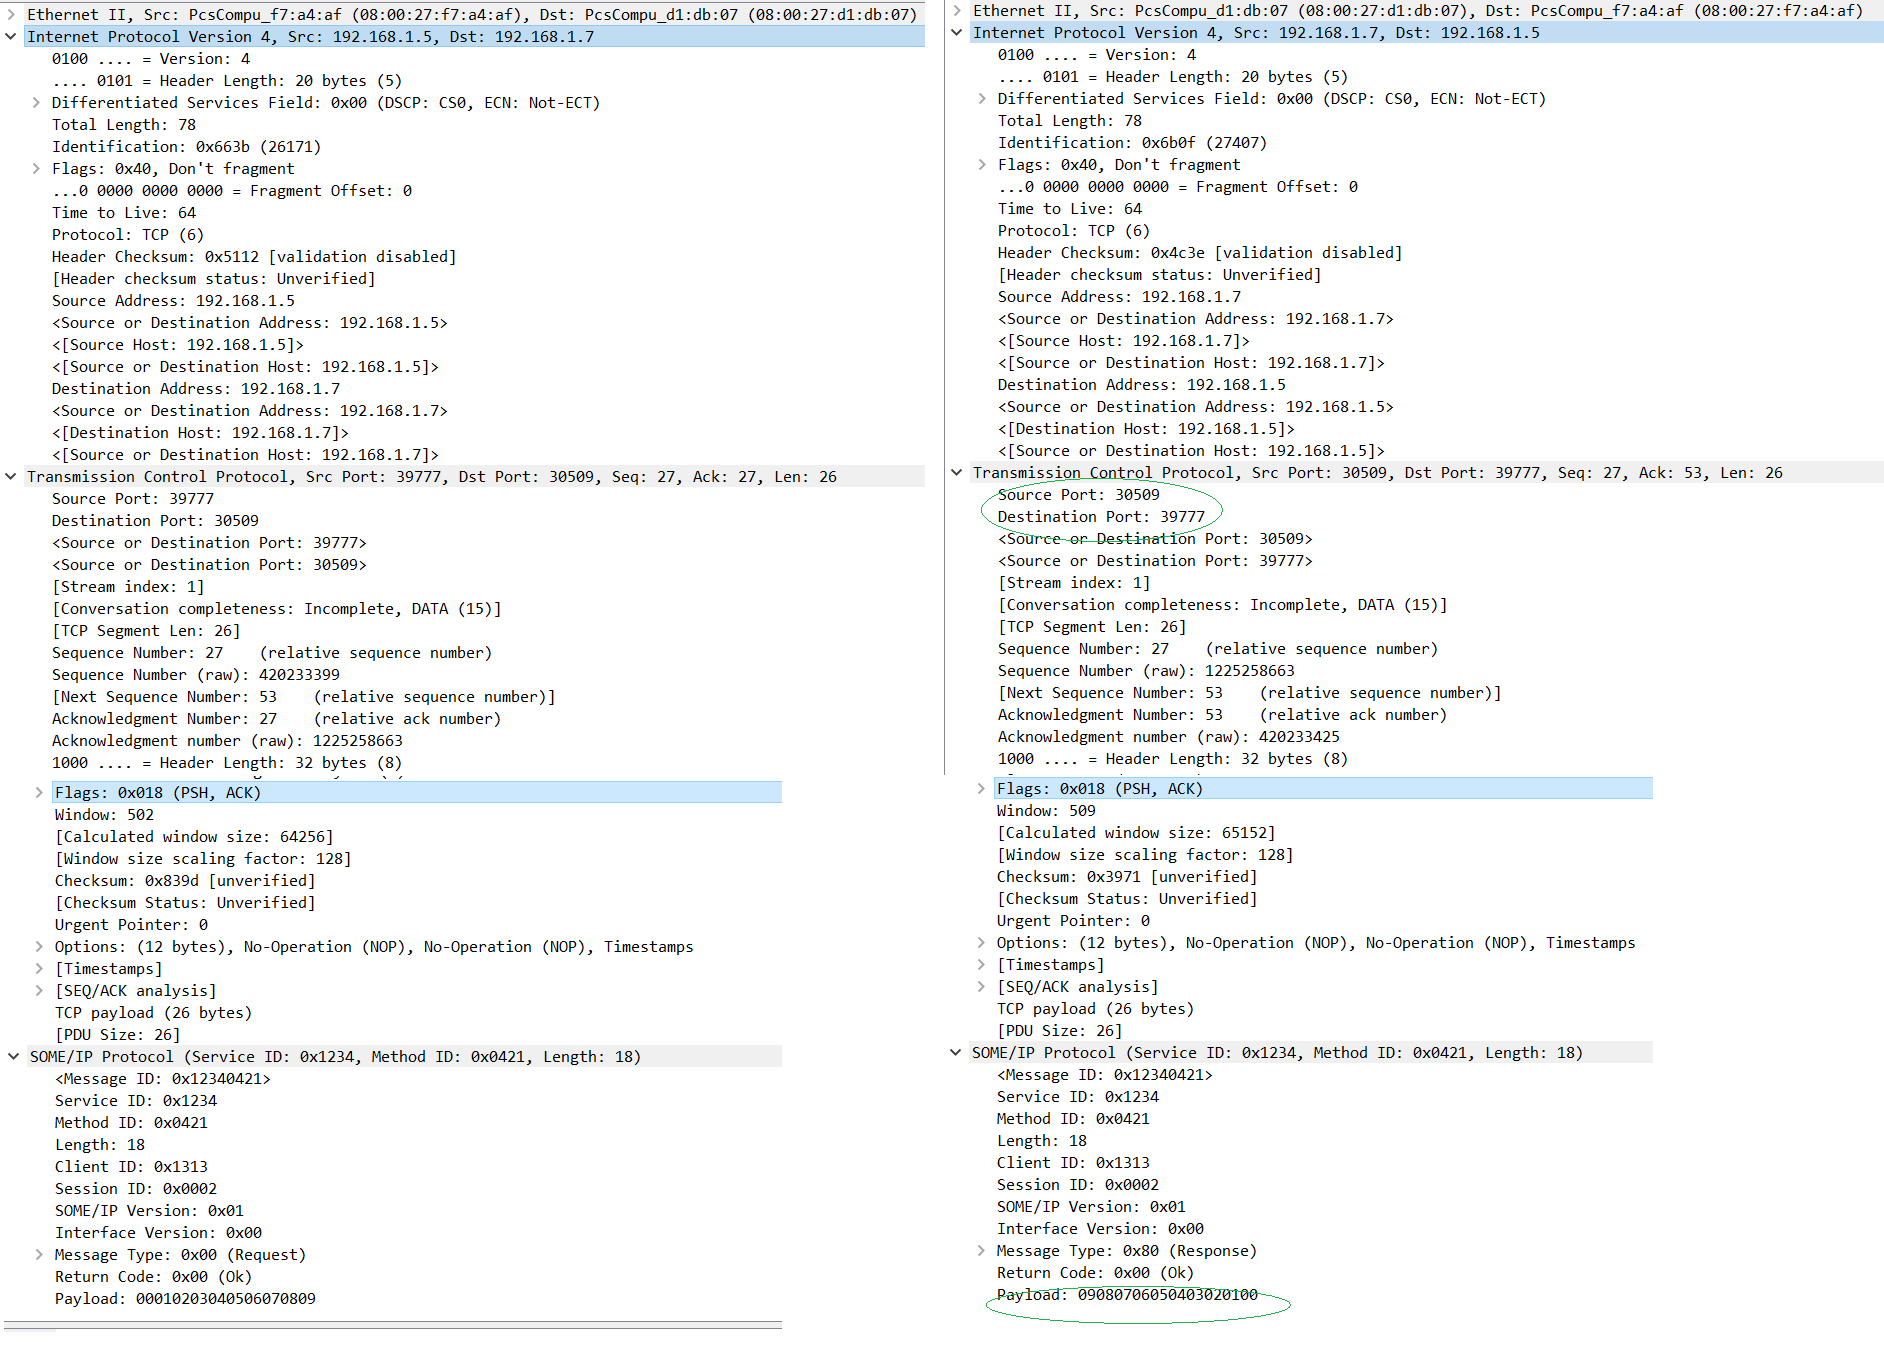 Ethernet II, Src: PcsCompu_f7:a4:af (08:00:27:f7:a4:af), Dst: PcsCompu_d1:db:07 (08:00:27:d1:db:07)
Internet Protocol Version 4, Src: 192.168.1.5, Dst: 192.168.1.7
0100 .... = Version: 4
.... 0101 = Header Length: 20 bytes (5)
Differentiated Services Field: 0x00 (DSCP: CS0, ECN: Not-ECT)
Total Length: 78
Identification: 0x663b (26171)
Flags: 0x40, Don't fragment
...0 0000 0000 0000 = Fragment Offset: 0
Time to Live: 64
Protocol: TCP (6)
Header Checksum: 0x5112 [validation disabled]
[Header checksum status: Unverified]
Source Address: 192.168.1.5
<Source or Destination Address: 192.168.1.5>
<[Source Host: 192.168.1.5]>
<[Source or Destination Host: 192.168.1.5]>
Destination Address: 192.168.1.7
<Source or Destination Address: 192.168.1.7>
<[Destination Host: 192.168.1.7]>
<[Source or Destination Host: 192.168.1.7]>
Transmission Control Protocol, Src Port: 39777, Dst Port: 30509, Seq: 27, Ack: 27, Len: 26
Source Port: 39777
Destination Port: 30509
<Source or Destination Port: 39777>
<Source or Destination Port: 30509>
[Stream index: 1]
[Conversation completeness: Incomplete, DATA (15)]
[TCP Segment Len: 26]
Sequence Number: 27    (relative sequence number)
Sequence Number (raw): 420233399
[Next Sequence Number: 53    (relative sequence number)]
Acknowledgment Number: 27    (relative ack number)
Acknowledgment number (raw): 1225258663
1000 .... = Header Length: 32 bytes (8)
Flags: 0x018 (PSH, ACK)
Window: 502
[Calculated window size: 64256]
[Window size scaling factor: 128]
Checksum: 0x839d [unverified]
[Checksum Status: Unverified]
Urgent Pointer: 0
Options: (12 bytes), No-Operation (NOP), No-Operation (NOP), Timestamps
[Timestamps]
[SEQ/ACK analysis]
TCP payload (26 bytes)
[PDU Size: 26]
SOME/IP Protocol (Service ID: 0x1234, Method ID: 0x0421, Length: 18)
<Message ID: 0x12340421>
Service ID: 0x1234
Method ID: 0x0421
Length: 18
Client ID: 0x1313
Session ID: 0x0002
SOME/IP Version: 0x01
Interface Version: 0x00
Message Type: 0x00 (Request)
Return Code: 0x00 (Ok)
Payload: 00010203040506070809
Ethernet II, Src: PcsCompu_d1:db:07 (08:00:27:d1:db:07), Dst: PcsCompu_f7:a4:af (08:00:27:f7:a4:af)
Internet Protocol Version 4, Src: 192.168.1.7, Dst: 192.168.1.5
0100 .... = Version: 4
.... 0101 = Header Length: 20 bytes (5)
Differentiated Services Field: 0x00 (DSCP: CS0, ECN: Not-ECT)
Total Length: 78
Identification: 0x6b0f (27407)
Flags: 0x40, Don't fragment
...0 0000 0000 0000 = Fragment Offset: 0
Time to Live: 64
Protocol: TCP (6)
Header Checksum: 0x4c3e [validation disabled]
[Header checksum status: Unverified]
Source Address: 192.168.1.7
<Source or Destination Address: 192.168.1.7>
<[Source Host: 192.168.1.7]>
<[Source or Destination Host: 192.168.1.7]>
Destination Address: 192.168.1.5
<Source or Destination Address: 192.168.1.5>
<[Destination Host: 192.168.1.5]>
<[Source or Destination Host: 192.168.1.5]>
Transmission Control Protocol, Src Port: 30509, Dst Port: 39777, Seq: 27, Ack: 53, Len: 26
Source Port: 30509
Destination Port: 39777
<Source or Destination Port: 30509>
<Source or Destination Port: 39777>
[Stream index: 1]
[Conversation completeness: Incomplete, DATA (15)]
[TCP Segment Len: 26]
Sequence Number: 27    (relative sequence number)
Sequence Number (raw): 1225258663
[Next Sequence Number: 53    (relative sequence number)]
Acknowledgment Number: 53    (relative ack number)
Acknowledgment number (raw): 420233425
1000 .... = Header Length: 32 bytes (8)
Flags: 0x018 (PSH, ACK)
Window: 509
[Calculated window size: 65152]
[Window size scaling factor: 128]
Checksum: 0x3971 [unverified]
[Checksum Status: Unverified]
Urgent Pointer: 0
Options: (12 bytes), No-Operation (NOP), No-Operation (NOP), Timestamps
[Timestamps]
[SEQ/ACK analysis]
TCP payload (26 bytes)
[PDU Size: 26]
SOME/IP Protocol (Service ID: 0x1234, Method ID: 0x0421, Length: 18)
<Message ID: 0x12340421>
Service ID: 0x1234
Method ID: 0x0421
Length: 18
Client ID: 0x1313
Session ID: 0x0002
SOME/IP Version: 0x01
Interface Version: 0x00
Message Type: 0x80 (Response)
Return Code: 0x00 (Ok)
Payload: 09080706050403020100